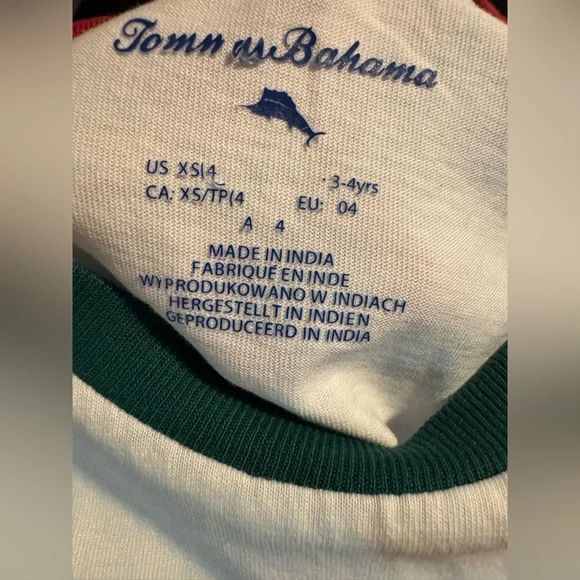 Tommy Bahama
US XS(4 3-4yrs
CA: XS/TP(4 EU: 04
A 4
MADE IN INDIA
FABRIQUÉ EN INDE
WYPRODUKOWANO W INDIACH
HERGESTELLT IN INDIEN
GEPRODUCEERD IN INDIA